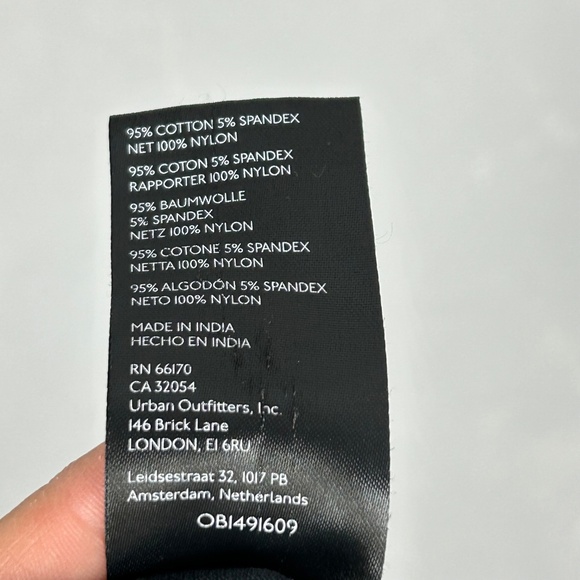 95% COTTON 5% SPANDEX
NET 100% NYLON
95% COTON 5% SPANDEX
RAPPORTER 100% NYLON
95% BAUMWOLLE
5% SPANDEX
NETZ 100% NYLON
95% COTONE 5% SPANDEX
NETTA 100% NYLON
95% ALGODÓN 5% SPANDEX
NETO 100% NYLON
MADE IN INDIA
HECHO EN INDIA
RN 66170
CA 32054
Urban Outfitters, Inc.
146 Brick Lane
LONDON, E1 6RU
Leidsestraat 32, 1017 PB
Amsterdam, Netherlands
OB1491609